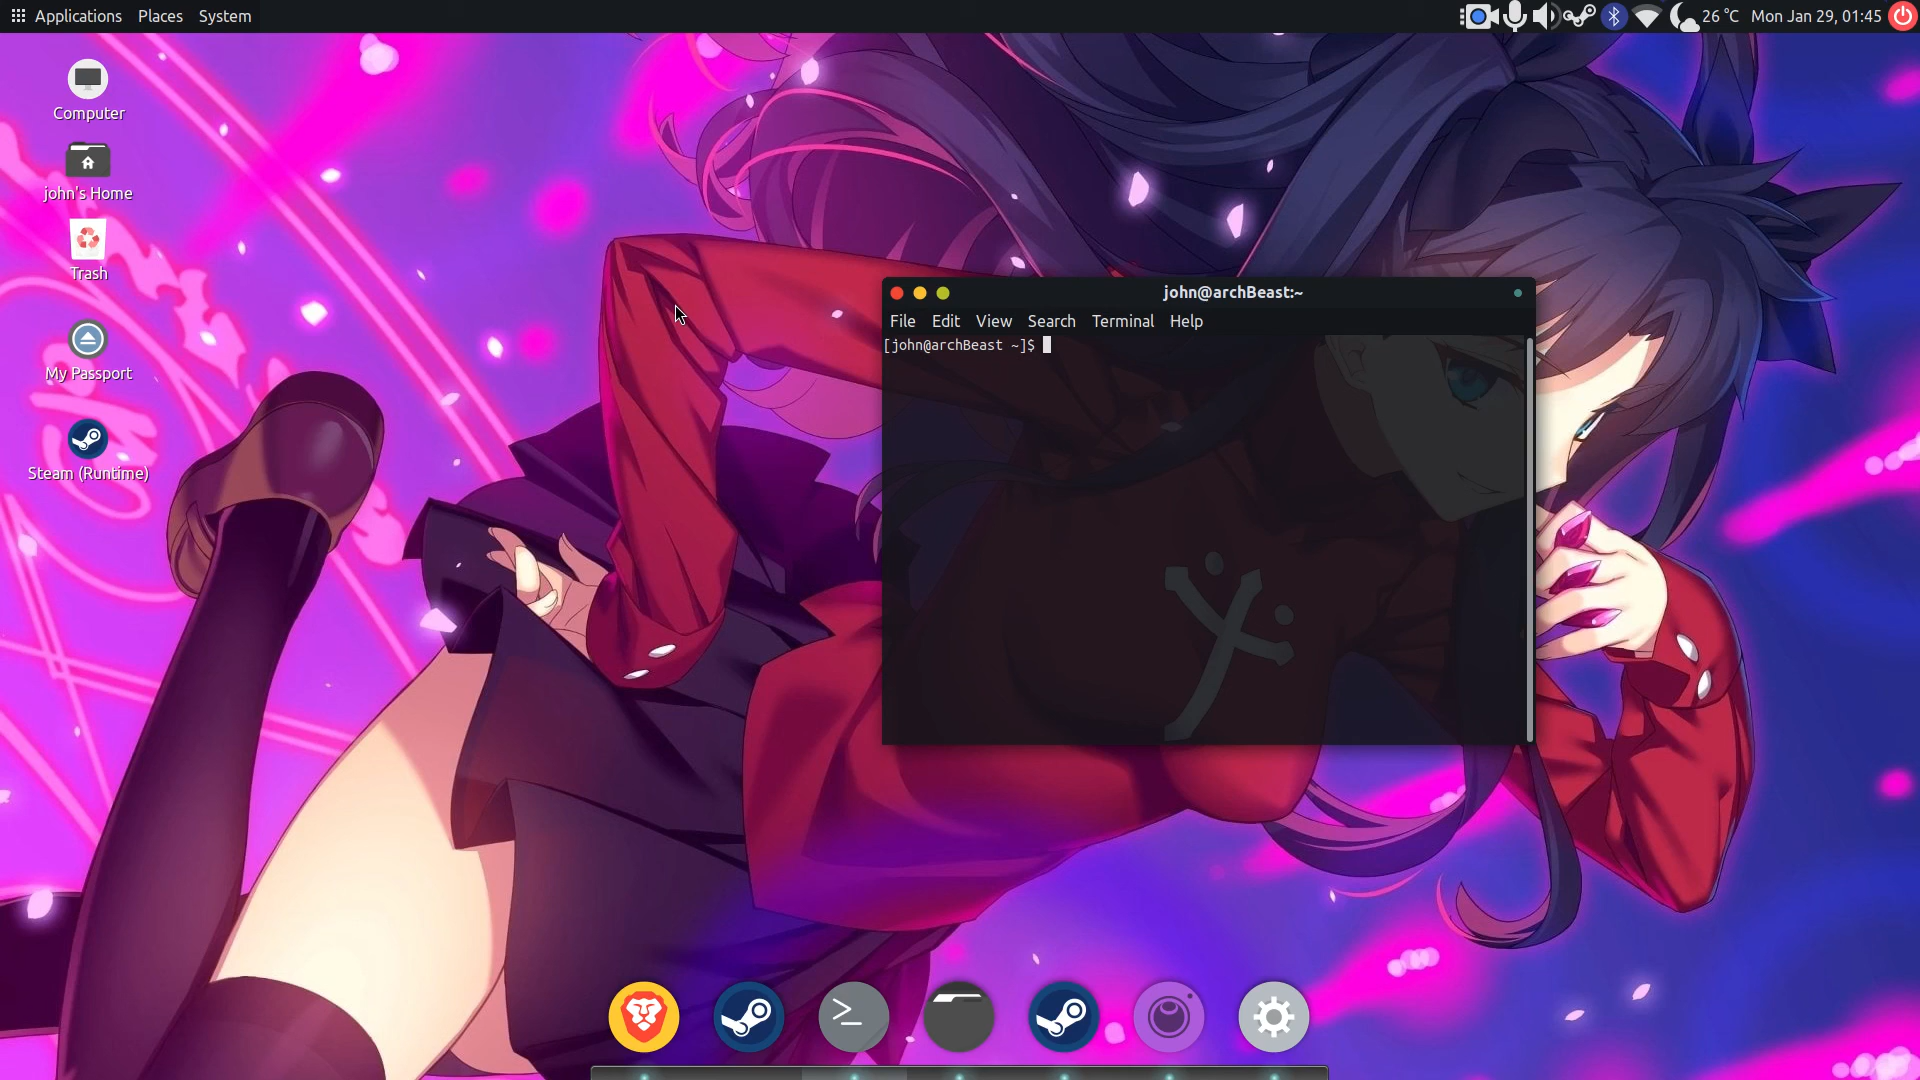 Applications Places System
26 °C Mon Jan 29, 01:45
Computer
john's Home
Trash
My Passport
Steam (Runtime)
john@archBeast:~
File Edit View Search Terminal Help
[john@archBeast ~]$